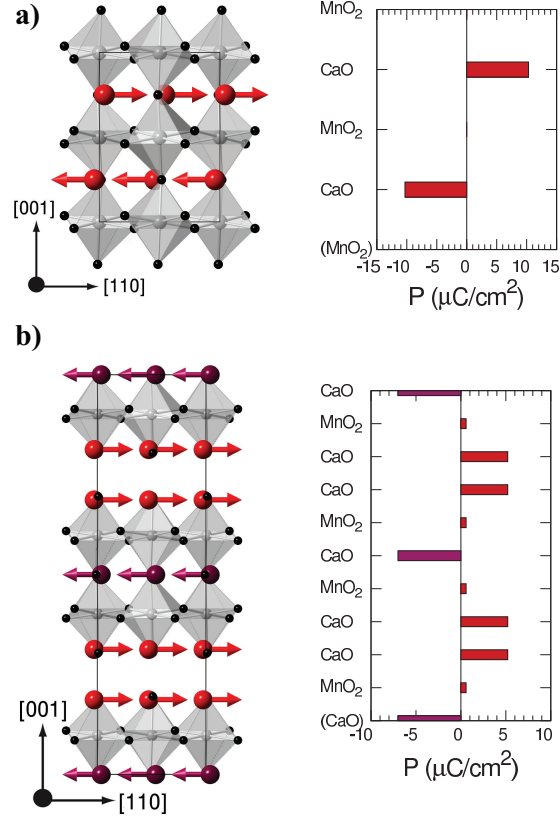 a)
[001]
[110]
MnO₂
CaO
MnO₂
CaO
(MnO₂)
-15 -10 -5 0 5 10 15
P (μC/cm²)
b)
[001]
[110]
CaO
MnO₂
CaO
CaO
MnO₂
CaO
MnO₂
CaO
CaO
MnO₂
(CaO)
-10 -5 0 5 10
P (μC/cm²)